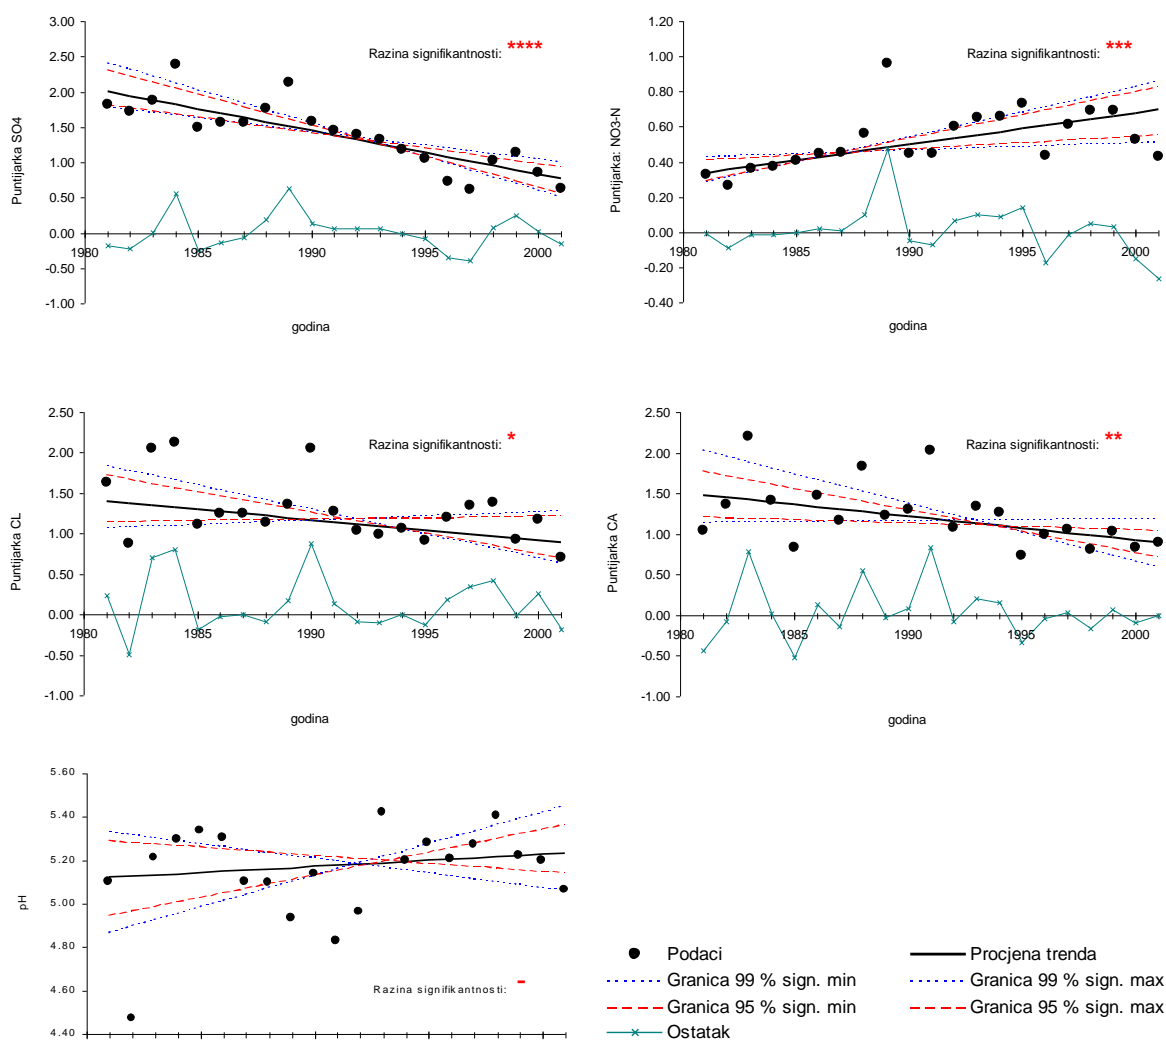 3.00
2.50
2.00
1.50
1.00
0.50
0.00
-0.50
-1.00
Puntijarka SO4
Razina signifikantnosti: ****
1980 1985 1990 1995 2000
godina
1.20
1.00
0.80
0.60
0.40
0.20
0.00
-0.20
-0.40
Puntijarka: NO3-N
Razina signifikantnosti: ***
1980 1985 1990 1995 2000
godina
2.50
2.00
1.50
1.00
0.50
0.00
-0.50
-1.00
Puntijarka CL
Razina signifikantnosti: *
1980 1985 1990 1995 2000
godina
2.50
2.00
1.50
1.00
0.50
0.00
-0.50
-1.00
Puntijarka CA
Razina signifikantnosti: **
1980 1985 1990 1995 2000
godina
5.60
5.40
5.20
5.00
4.80
4.60
4.40
pH
Razina signifikantnosti: -
Podaci Procjena trenda
Granica 99 % sign. min Granica 99 % sign. max
Granica 95 % sign. min Granica 95 % sign. max
Ostatak